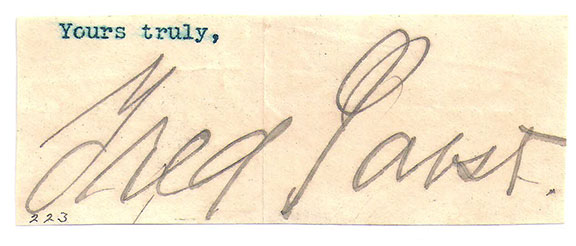 Yours truly,
Fred Pabst.
223